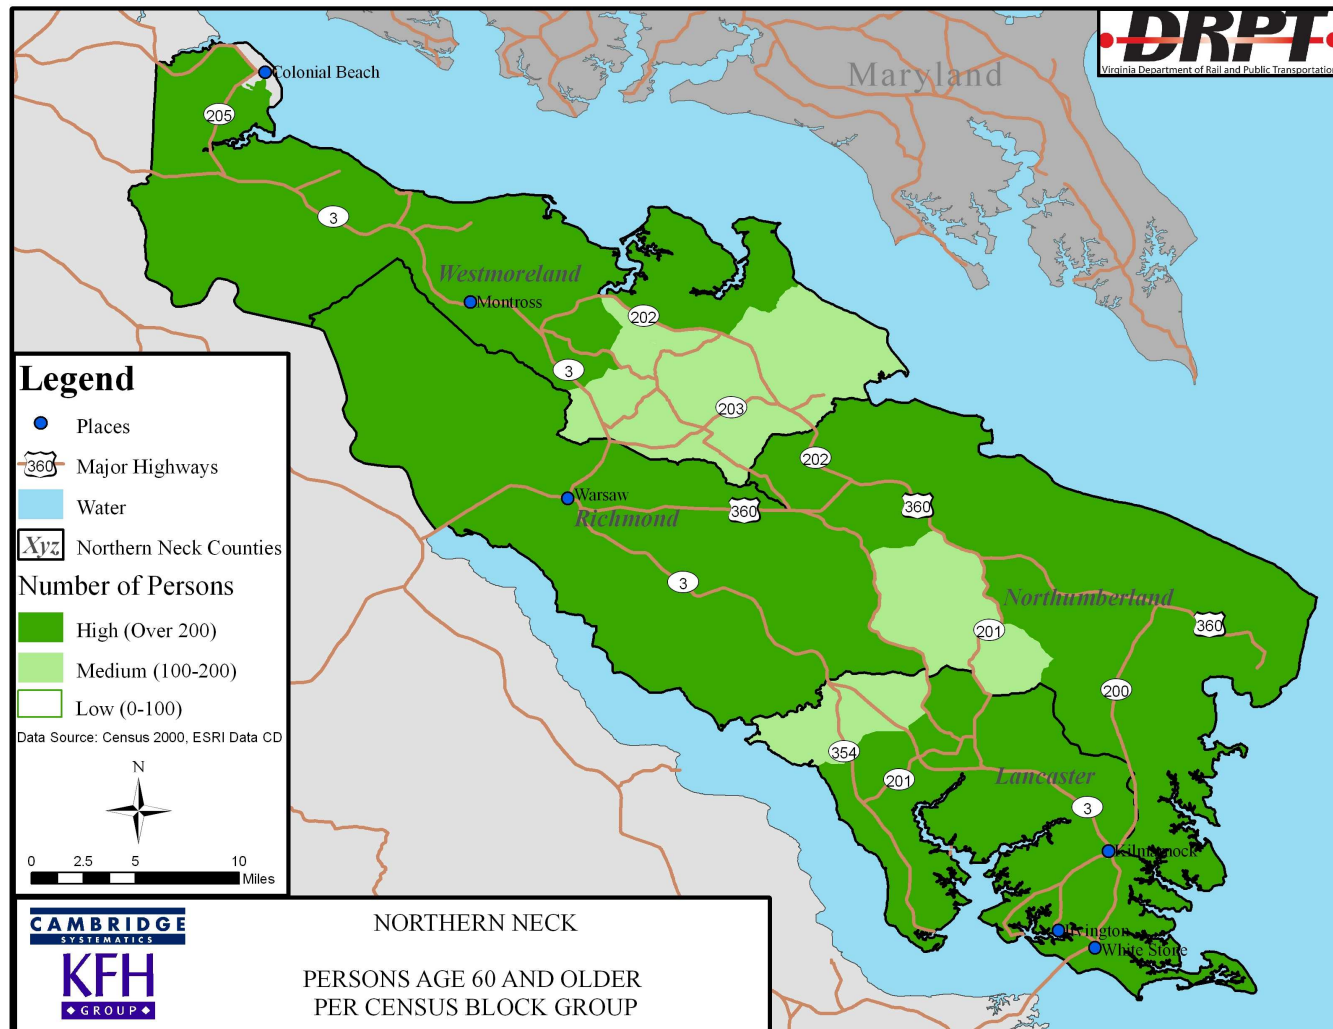 DRPT
Virginia Department of Rail and Public Transportation
Maryland
Colonial Beach
205
3
Westmoreland
Montross
202
3
203
202
Warsaw
Richmond
360
360
3
Northumberland
201
360
200
354
201
Lancaster
3
Kilmarnock
Irvington
White Stone
Legend
Places
360 Major Highways
Water
Xyz Northern Neck Counties
Number of Persons
High (Over 200)
Medium (100-200)
Low (0-100)
Data Source: Census 2000, ESRI Data CD
N
0 2.5 5 10
Miles
CAMBRIDGE
SYSTEMATICS
KFH
GROUP
NORTHERN NECK
PERSONS AGE 60 AND OLDER
PER CENSUS BLOCK GROUP